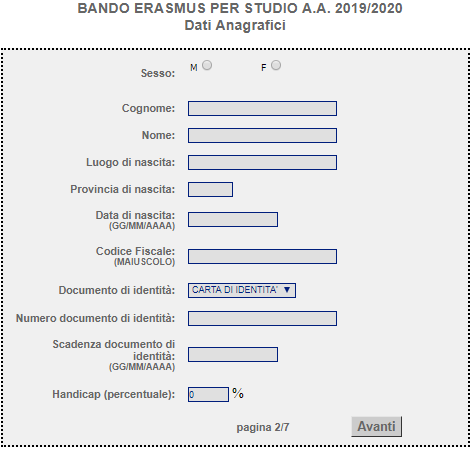 BANDO ERASMUS PER STUDIO A.A. 2019/2020
Dati Anagrafici
Sesso: M F
Cognome:
Nome:
Luogo di nascita:
Provincia di nascita:
Data di nascita:
(GG/MM/AAAA)
Codice Fiscale:
(MAIUSCOLO)
Documento di identità: CARTA DI IDENTITA' ▼
Numero documento di identità:
Scadenza documento di
identità:
(GG/MM/AAAA)
Handicap (percentuale): 0 %
pagina 2/7 Avanti